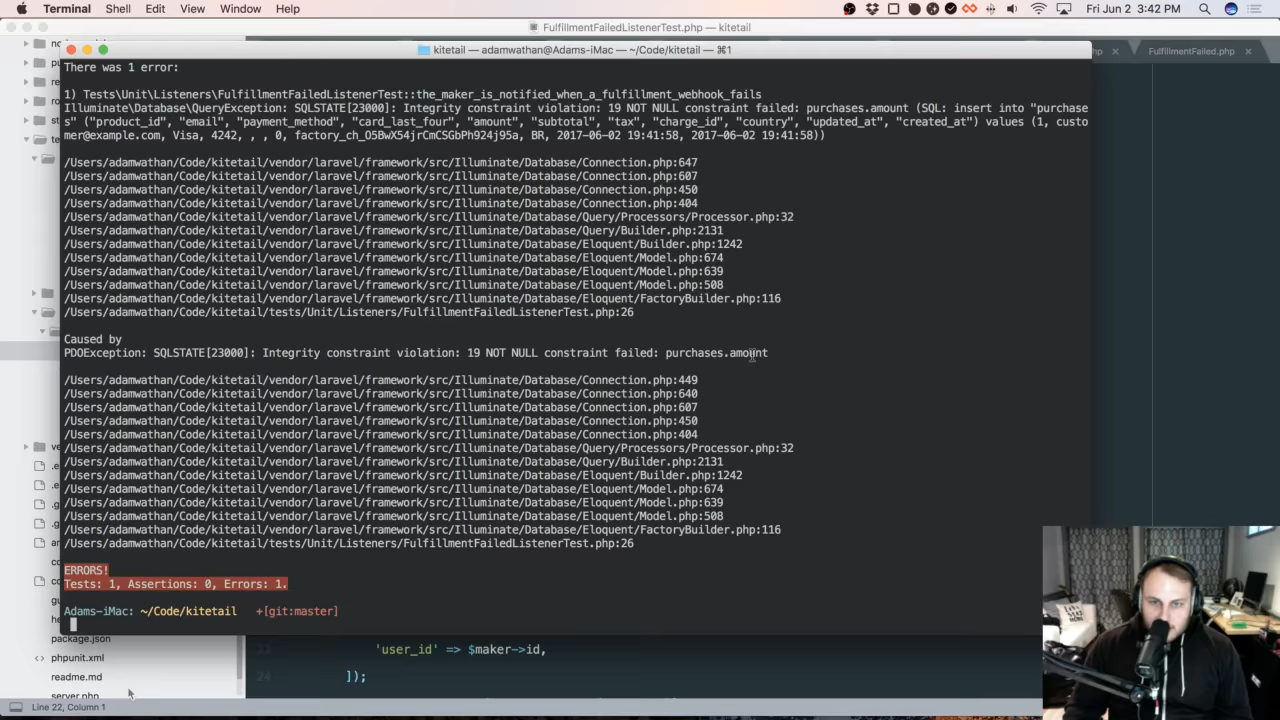 Terminal Shell Edit View Window Help Fri Jun 2 3:42 PM
FulfillmentFailedListenerTest.php — kitetail
kitetail — adamwathan@Adams-iMac — ~/Code/kitetail — ⌘1
hp × FulfillmentFailed.php ×
There was 1 error:
1) Tests\Unit\Listeners\FulfillmentFailedListenerTest::the_maker_is_notified_when_a_fulfillment_webhook_fails
Illuminate\Database\QueryException: SQLSTATE[23000]: Integrity constraint violation: 19 NOT NULL constraint failed: purchases.amount (SQL: insert into "purchase
s" ("product_id", "email", "payment_method", "card_last_four", "amount", "subtotal", "tax", "charge_id", "country", "updated_at", "created_at") values (1, custo
mer@example.com, Visa, 4242, , , 0, factory_ch_O5BwX54jrCmCSGbPh924j95a, BR, 2017-06-02 19:41:58, 2017-06-02 19:41:58))
/Users/adamwathan/Code/kitetail/vendor/laravel/framework/src/Illuminate/Database/Connection.php:647
/Users/adamwathan/Code/kitetail/vendor/laravel/framework/src/Illuminate/Database/Connection.php:607
/Users/adamwathan/Code/kitetail/vendor/laravel/framework/src/Illuminate/Database/Connection.php:450
/Users/adamwathan/Code/kitetail/vendor/laravel/framework/src/Illuminate/Database/Connection.php:404
/Users/adamwathan/Code/kitetail/vendor/laravel/framework/src/Illuminate/Database/Query/Processors/Processor.php:32
/Users/adamwathan/Code/kitetail/vendor/laravel/framework/src/Illuminate/Database/Query/Builder.php:2131
/Users/adamwathan/Code/kitetail/vendor/laravel/framework/src/Illuminate/Database/Eloquent/Builder.php:1242
/Users/adamwathan/Code/kitetail/vendor/laravel/framework/src/Illuminate/Database/Eloquent/Model.php:674
/Users/adamwathan/Code/kitetail/vendor/laravel/framework/src/Illuminate/Database/Eloquent/Model.php:639
/Users/adamwathan/Code/kitetail/vendor/laravel/framework/src/Illuminate/Database/Eloquent/Model.php:508
/Users/adamwathan/Code/kitetail/vendor/laravel/framework/src/Illuminate/Database/Eloquent/FactoryBuilder.php:116
/Users/adamwathan/Code/kitetail/tests/Unit/Listeners/FulfillmentFailedListenerTest.php:26
Caused by
PDOException: SQLSTATE[23000]: Integrity constraint violation: 19 NOT NULL constraint failed: purchases.amount
/Users/adamwathan/Code/kitetail/vendor/laravel/framework/src/Illuminate/Database/Connection.php:449
/Users/adamwathan/Code/kitetail/vendor/laravel/framework/src/Illuminate/Database/Connection.php:640
/Users/adamwathan/Code/kitetail/vendor/laravel/framework/src/Illuminate/Database/Connection.php:607
/Users/adamwathan/Code/kitetail/vendor/laravel/framework/src/Illuminate/Database/Connection.php:450
/Users/adamwathan/Code/kitetail/vendor/laravel/framework/src/Illuminate/Database/Connection.php:404
/Users/adamwathan/Code/kitetail/vendor/laravel/framework/src/Illuminate/Database/Query/Processors/Processor.php:32
/Users/adamwathan/Code/kitetail/vendor/laravel/framework/src/Illuminate/Database/Query/Builder.php:2131
/Users/adamwathan/Code/kitetail/vendor/laravel/framework/src/Illuminate/Database/Eloquent/Builder.php:1242
/Users/adamwathan/Code/kitetail/vendor/laravel/framework/src/Illuminate/Database/Eloquent/Model.php:674
/Users/adamwathan/Code/kitetail/vendor/laravel/framework/src/Illuminate/Database/Eloquent/Model.php:639
/Users/adamwathan/Code/kitetail/vendor/laravel/framework/src/Illuminate/Database/Eloquent/Model.php:508
/Users/adamwathan/Code/kitetail/vendor/laravel/framework/src/Illuminate/Database/Eloquent/FactoryBuilder.php:116
/Users/adamwathan/Code/kitetail/tests/Unit/Listeners/FulfillmentFailedListenerTest.php:26
ERRORS!
Tests: 1, Assertions: 0, Errors: 1.
Adams-iMac: ~/Code/kitetail +[git:master]
package.json
phpunit.xml
readme.md
server.php
'user_id' => $maker->id,
24 ]);
Line 22, Column 1